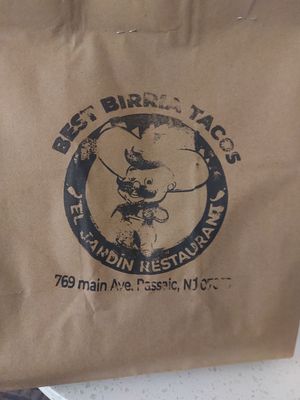 BEST BIRRIA TACOS
EL JARDIN RESTAURANT
769 main Ave. Passaic, NJ